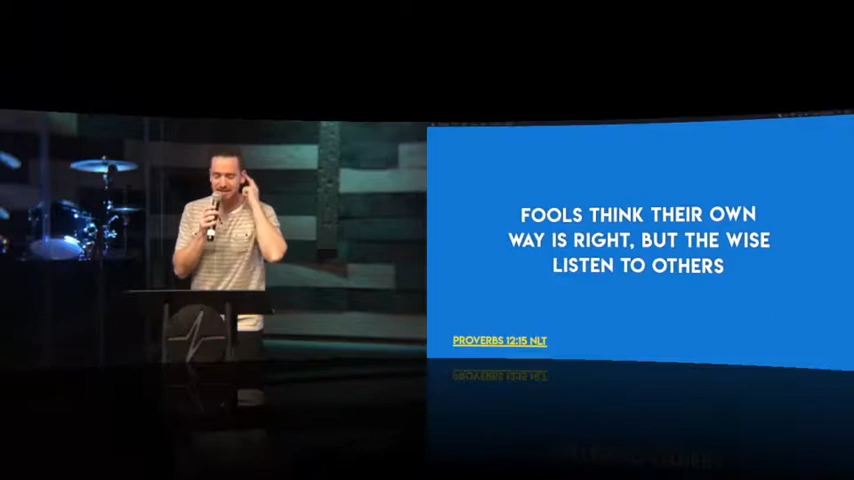 FOOLS THINK THEIR OWN
WAY IS RIGHT, BUT THE WISE
LISTEN TO OTHERS
PROVERBS 12:15 NLT